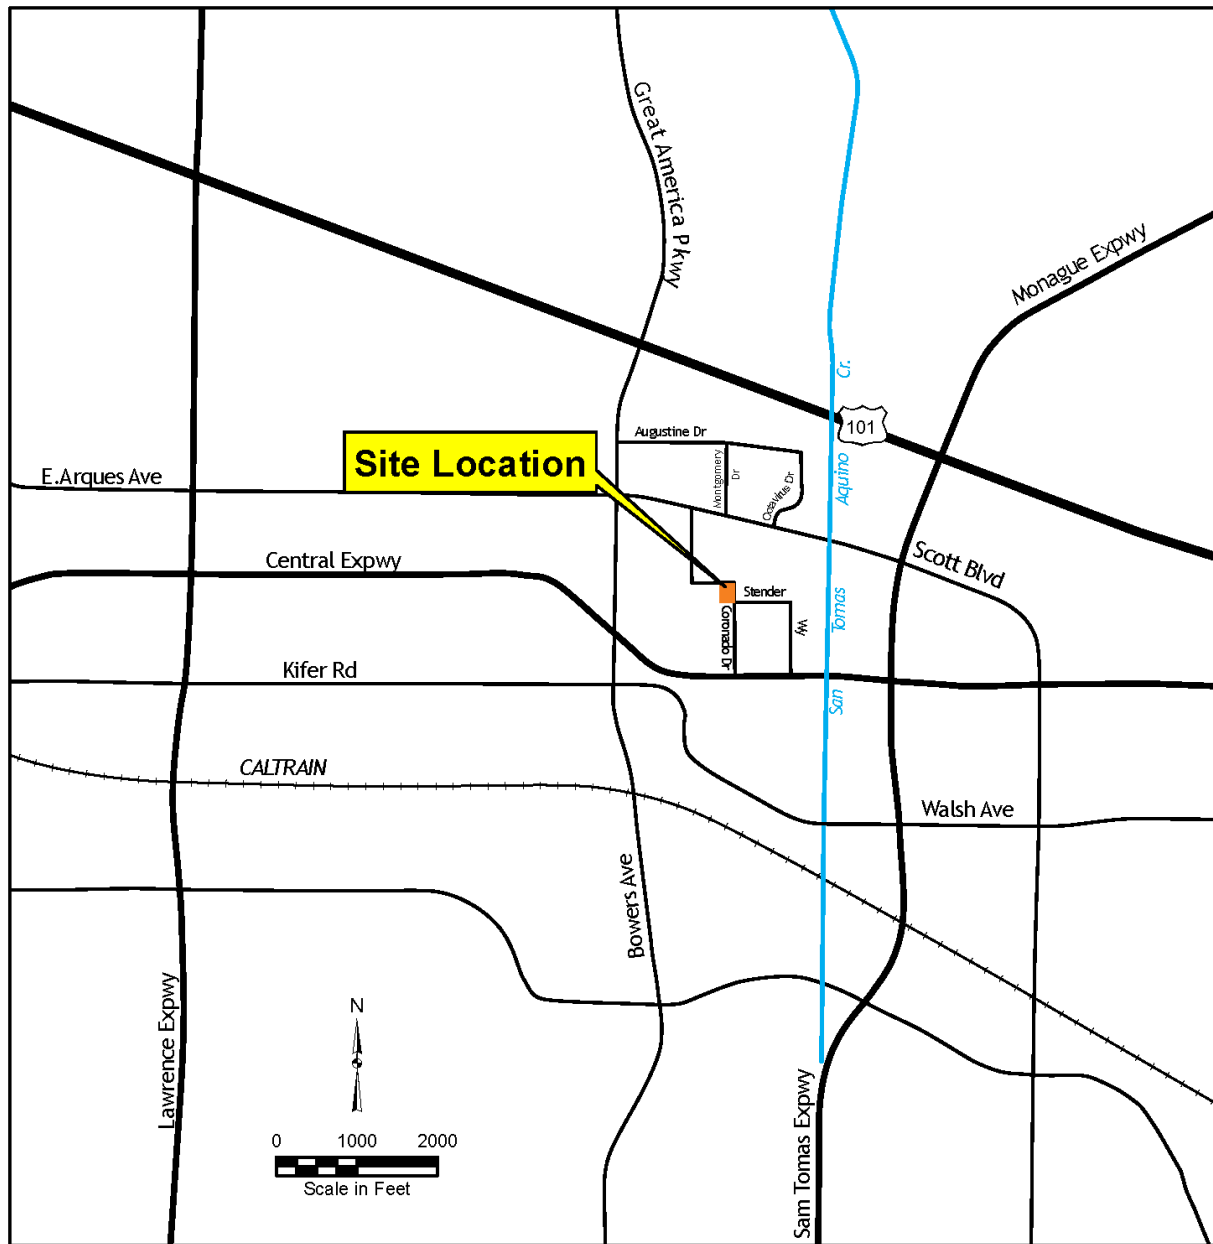 Great America Pkwy
Monague Expwy
Cr.
101
Augustine Dr
Site Location
Montgomery
Dr
Octavirus Dr
Aquino
E.Arques Ave
Scott Blvd
Central Expwy
Stender
Wy
Tomas
Coronado Dr
Kifer Rd
San
CALTRAIN
Walsh Ave
Bowers Ave
Lawrence Expwy
N
Sam Tomas Expwy
0 1000 2000
Scale in Feet